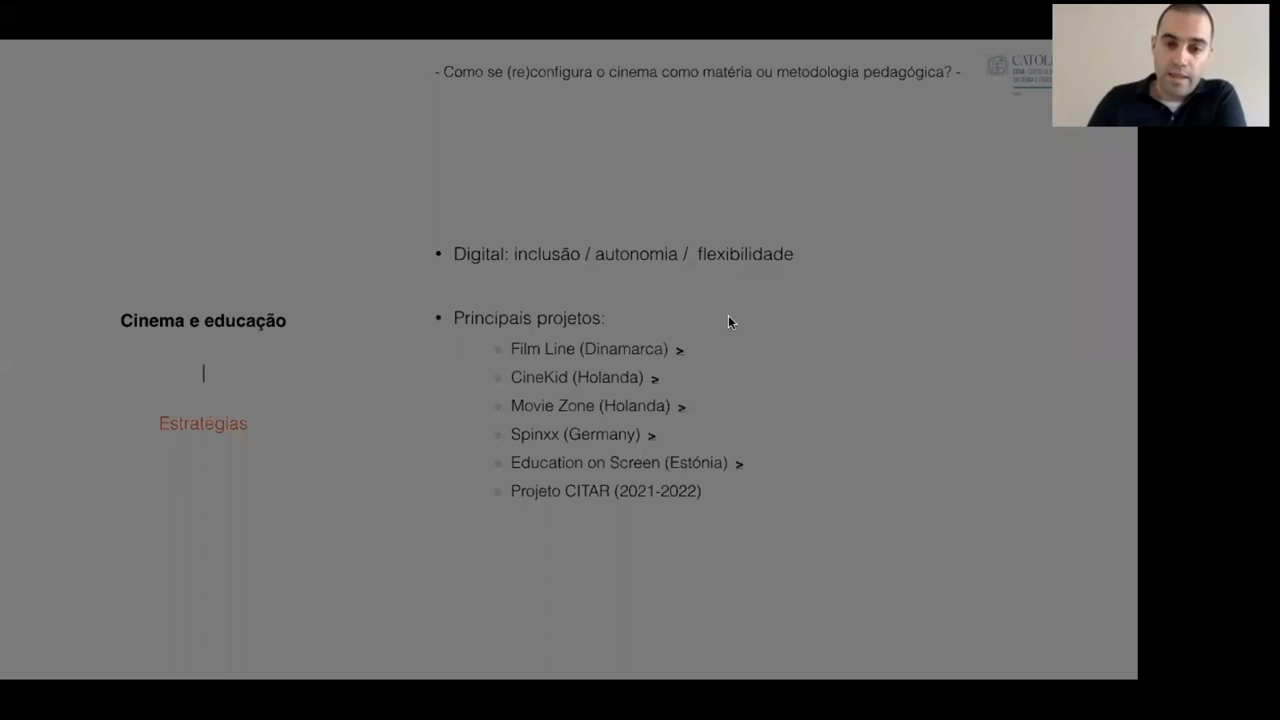 - Como se (re)configura o cinema como matéria ou metodologia pedagógica? -
CATOL
• Digital: inclusão / autonomia / flexibilidade
Cinema e educação
|
Estratégias
• Principais projetos:
Film Line (Dinamarca) >
CineKid (Holanda) >
Movie Zone (Holanda) >
Spinxx (Germany) >
Education on Screen (Estónia) >
Projeto CITAR (2021-2022)